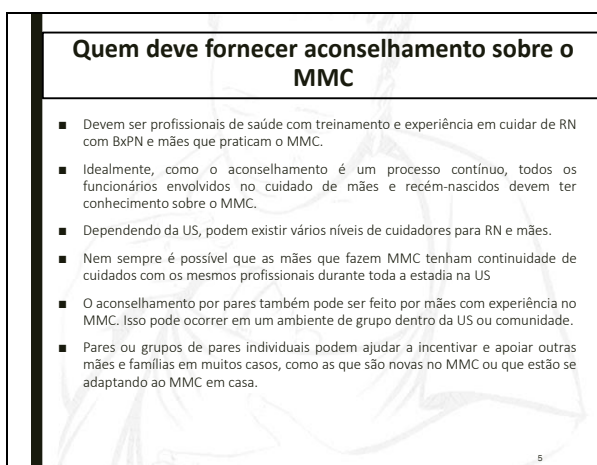 Quem deve fornecer aconselhamento sobre o
MMC
■ Devem ser profissionais de saúde com treinamento e experiência em cuidar de RN
com BxPN e mães que praticam o MMC.
■ Idealmente, como o aconselhamento é um processo contínuo, todos os
funcionários envolvidos no cuidado de mães e recém-nascidos devem ter
conhecimento sobre o MMC.
■ Dependendo da US, podem existir vários níveis de cuidadores para RN e mães.
■ Nem sempre é possível que as mães que fazem MMC tenham continuidade de
cuidados com os mesmos profissionais durante toda a estadia na US
■ O aconselhamento por pares também pode ser feito por mães com experiência no
MMC. Isso pode ocorrer em um ambiente de grupo dentro da US ou comunidade.
■ Pares ou grupos de pares individuais podem ajudar a incentivar e apoiar outras
mães e famílias em muitos casos, como as que são novas no MMC ou que estão se
adaptando ao MMC em casa.
5